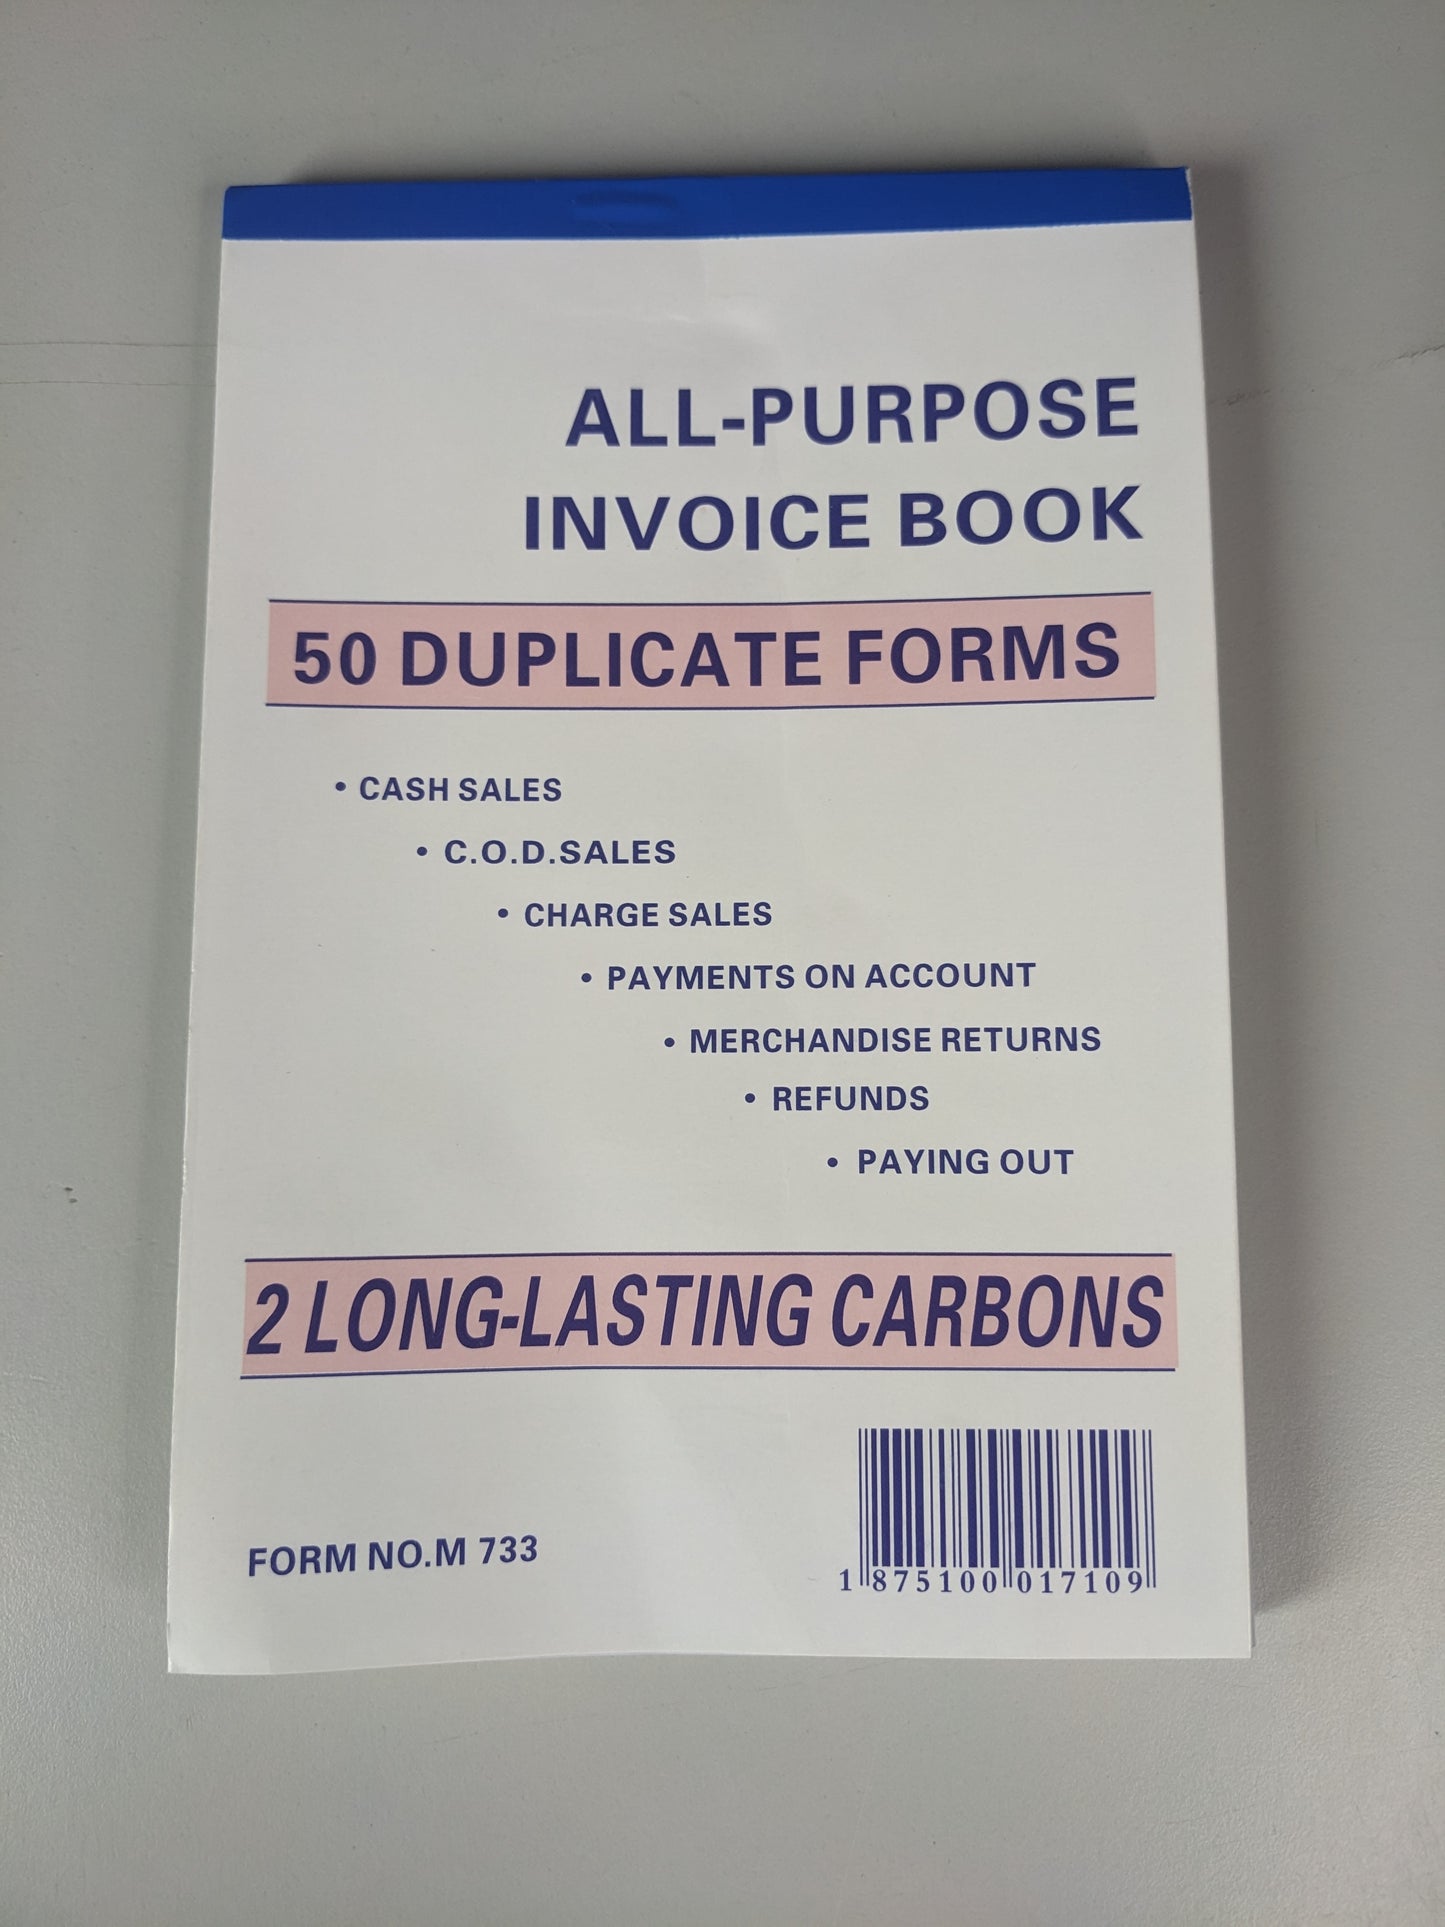 ALL-PURPOSE
INVOICE BOOK
50 DUPLICATE FORMS
• CASH SALES
• C.O.D.SALES
• CHARGE SALES
• PAYMENTS ON ACCOUNT
• MERCHANDISE RETURNS
• REFUNDS
• PAYING OUT
2 LONG-LASTING CARBONS
FORM NO.M 733
1 875100 017109